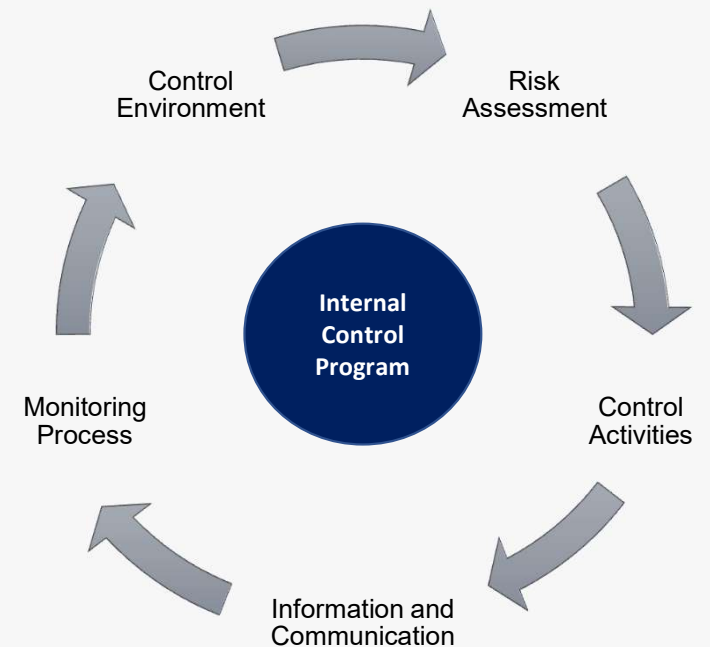 Control
Environment
Risk
Assessment
Internal
Control
Program
Monitoring
Process
Control
Activities
Information and
Communication